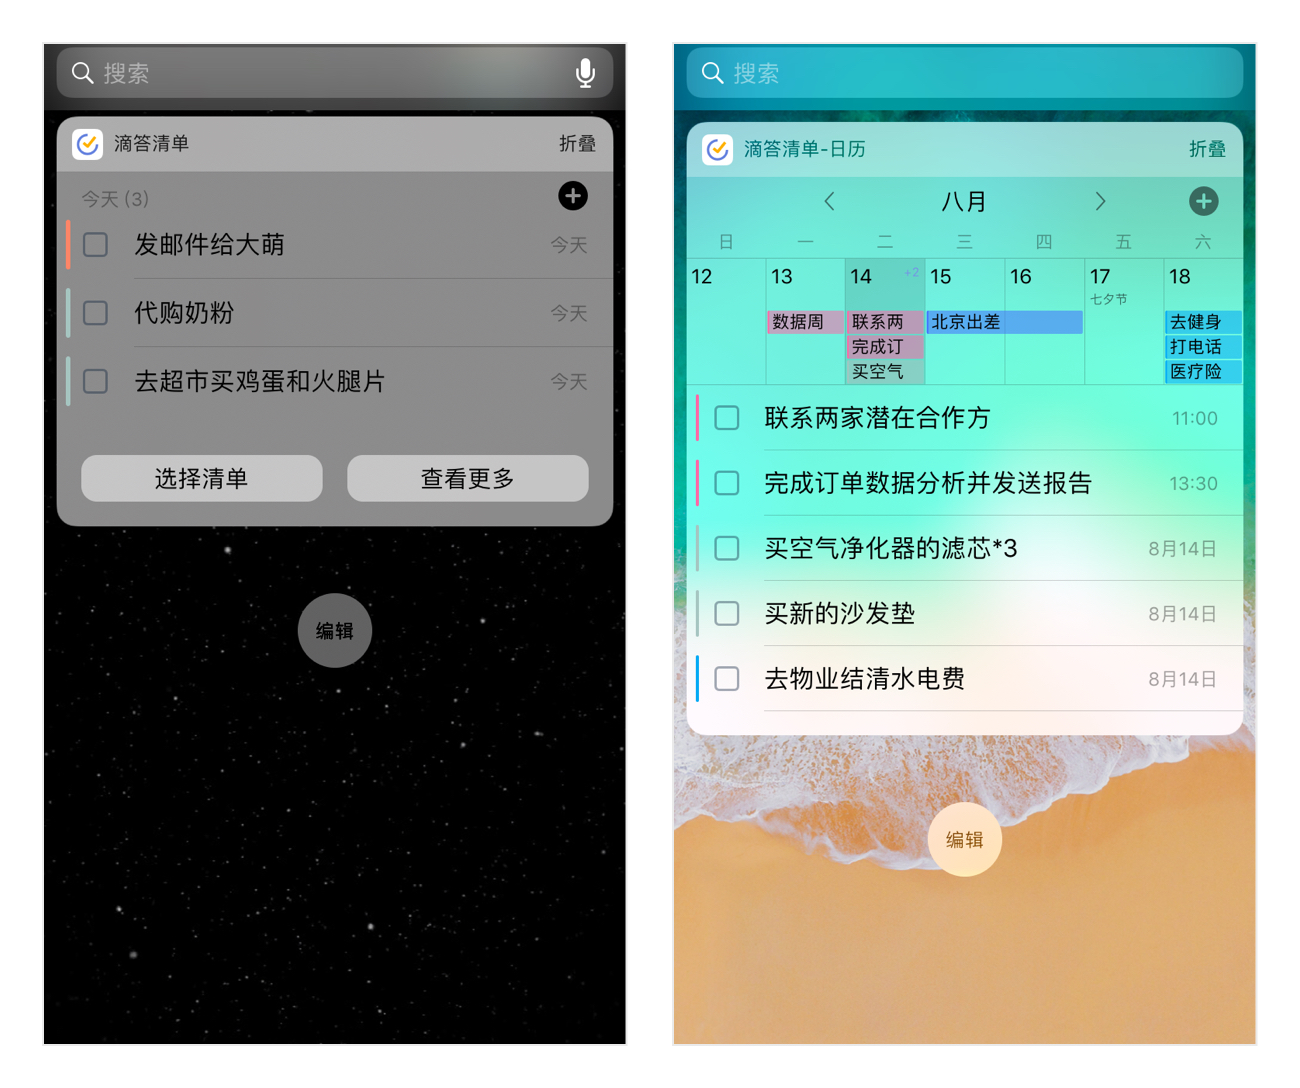 搜索
滴答清单 折叠
今天 (3)
发邮件给大萌 今天
代购奶粉 今天
去超市买鸡蛋和火腿片 今天
选择清单 查看更多
编辑
搜索
滴答清单-日历 折叠
八月
日 一 二 三 四 五 六
12 13 14 +2 15 16 17 18
七夕节
数据周 联系两 北京出差 去健身
完成订 打电话
买空气 医疗险
联系两家潜在合作方 11:00
完成订单数据分析并发送报告 13:30
买空气净化器的滤芯*3 8月14日
买新的沙发垫 8月14日
去物业结清水电费 8月14日
编辑